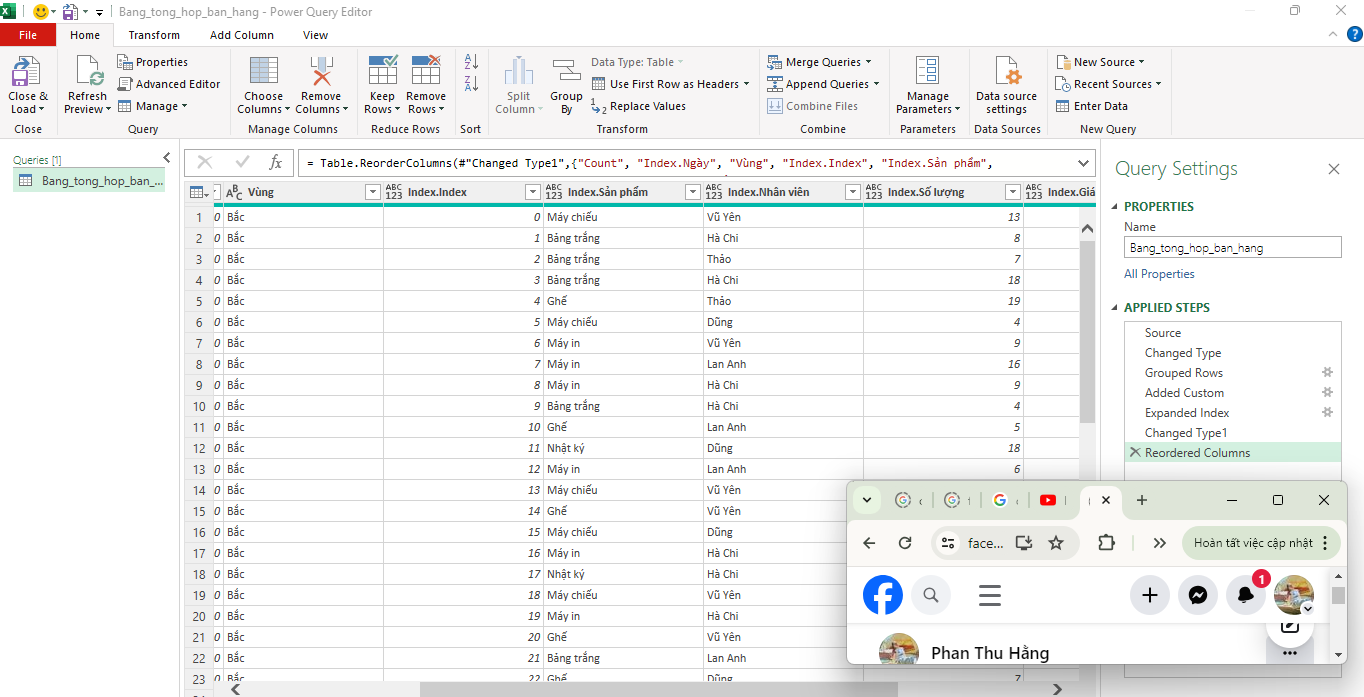 Bang_tong_hop_ban_hang - Power Query Editor
File Home Transform Add Column View
Close & Load
Close
Refresh Preview
Properties
Advanced Editor
Manage
Query
Choose Columns
Remove Columns
Manage Columns
Keep Rows
Remove Rows
Reduce Rows
Sort
Split Column
Group By
Data Type: Table
Use First Row as Headers
Replace Values
Transform
Merge Queries
Append Queries
Combine Files
Combine
Manage Parameters
Parameters
Data source settings
Data Sources
New Source
Recent Sources
Enter Data
New Query
Queries [1]
Bang_tong_hop_ban_...
fx
= Table.ReorderColumns(#"Changed Type1",{"Count", "Index.Ngày", "Vùng", "Index.Index", "Index.Sản phẩm",
Vùng Index.Index Index.Sản phẩm Index.Nhân viên Index.Số lượng Index.Giá
1 0 Bắc 0 Máy chiếu Vũ Yên 13
2 0 Bắc 1 Bảng trắng Hà Chi 8
3 0 Bắc 2 Bảng trắng Thảo 7
4 0 Bắc 3 Bảng trắng Hà Chi 18
5 0 Bắc 4 Ghế Thảo 19
6 0 Bắc 5 Máy chiếu Dũng 4
7 0 Bắc 6 Máy in Vũ Yên 9
8 0 Bắc 7 Máy in Lan Anh 16
9 0 Bắc 8 Máy in Hà Chi 9
10 0 Bắc 9 Bảng trắng Hà Chi 4
11 0 Bắc 10 Ghế Lan Anh 5
12 0 Bắc 11 Nhật ký Dũng 18
13 0 Bắc 12 Máy in Lan Anh 6
14 0 Bắc 13 Máy chiếu Vũ Yên
15 0 Bắc 14 Ghế Vũ Yên
16 0 Bắc 15 Máy chiếu Dũng
17 0 Bắc 16 Máy in Hà Chi
18 0 Bắc 17 Nhật ký Hà Chi
19 0 Bắc 18 Máy chiếu Vũ Yên
20 0 Bắc 19 Máy in Hà Chi
21 0 Bắc 20 Ghế Vũ Yên
22 0 Bắc 21 Bảng trắng Lan Anh
23 0 Bắc 22 Ghế Dũng 7
Query Settings
PROPERTIES
Name
Bang_tong_hop_ban_hang
All Properties
APPLIED STEPS
Source
Changed Type
Grouped Rows
Added Custom
Expanded Index
Changed Type1
Reordered Columns
face...
Hoàn tất việc cập nhật
1
Phan Thu Hằng